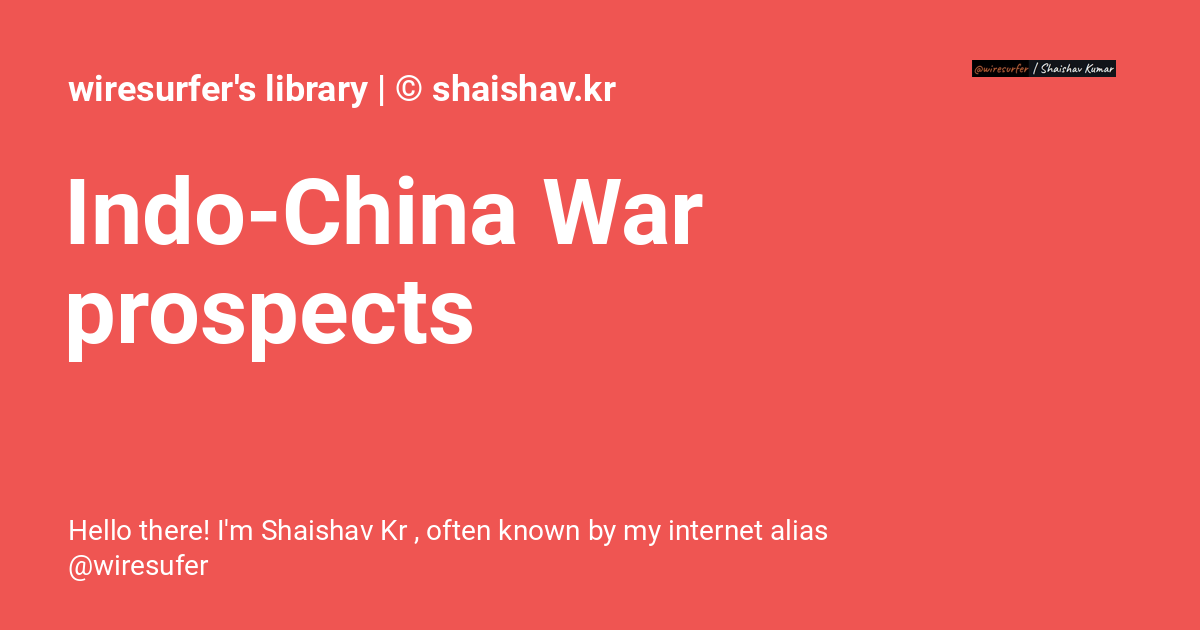 wiresurfer's library | © shaishav.kr
@wiresurfer / Shaishav Kumar
Indo-China War
prospects
Hello there! I'm Shaishav Kr , often known by my internet alias
@wiresufer